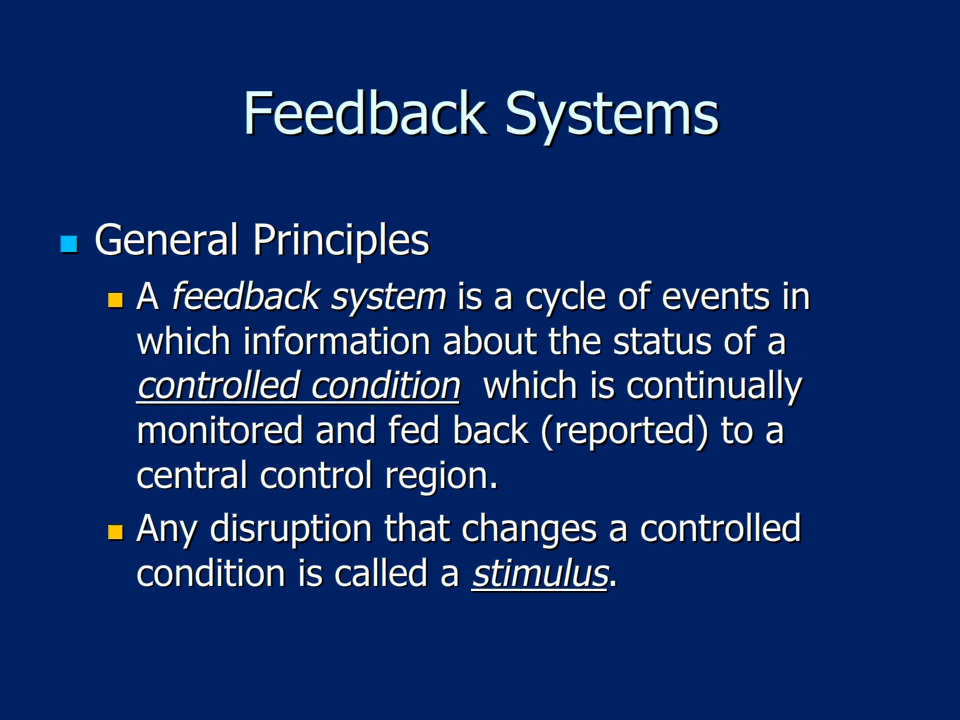 Feedback Systems
General Principles
A feedback system is a cycle of events in
which information about the status of a
controlled condition which is continually
monitored and fed back (reported) to a
central control region.
Any disruption that changes a controlled
condition is called a stimulus.